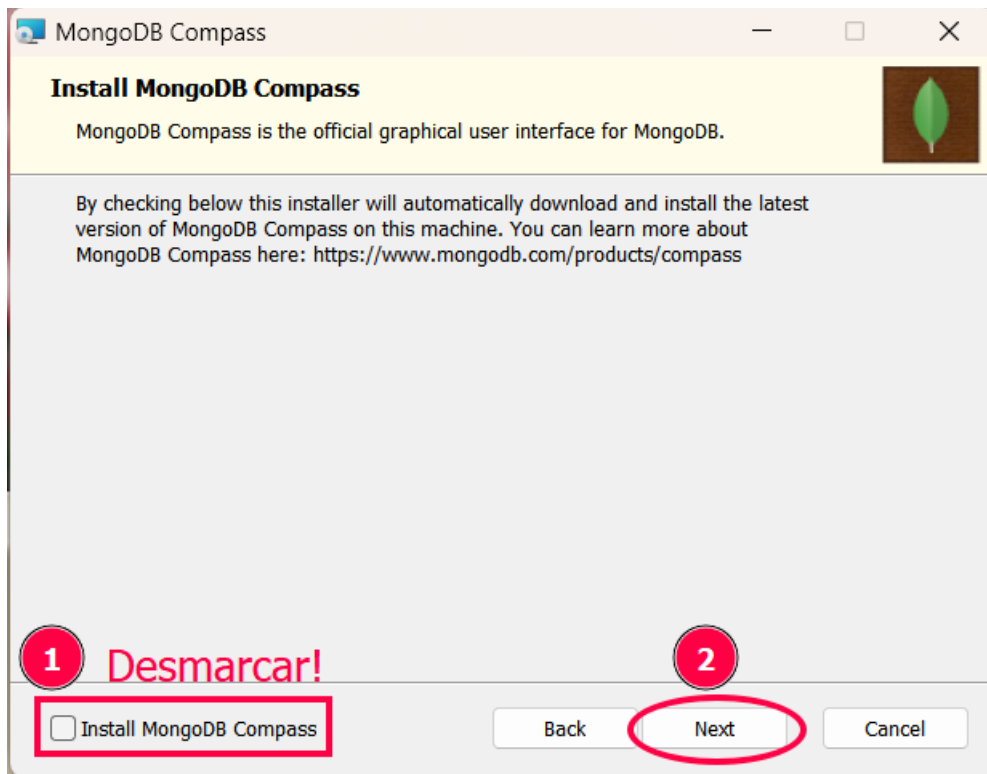 MongoDB Compass
Install MongoDB Compass
MongoDB Compass is the official graphical user interface for MongoDB.
By checking below this installer will automatically download and install the latest
version of MongoDB Compass on this machine. You can learn more about
MongoDB Compass here: https://www.mongodb.com/products/compass
1 Desmarcar!
2
Install MongoDB Compass
Back
Next
Cancel